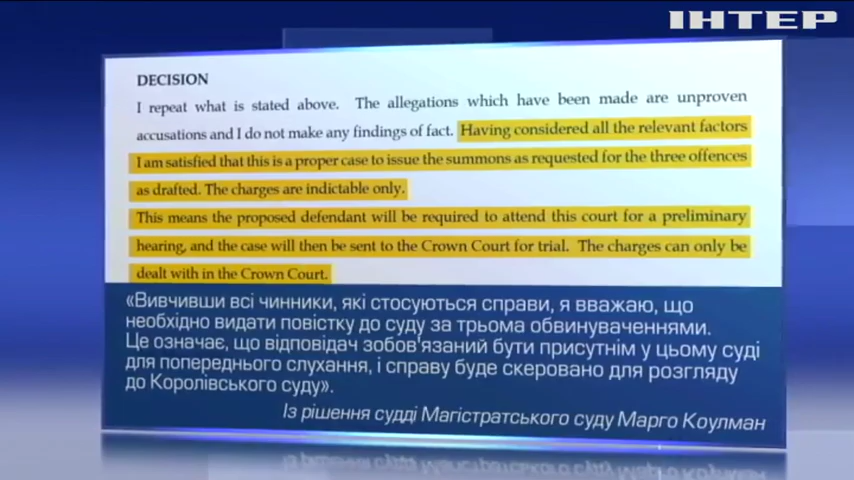 ІНТЕР
DECISION
I repeat what is stated above. The allegations which have been made are unproven
accusations and I do not make any findings of fact. Having considered all the relevant factors
I am satisfied that this is a proper case to issue the summons as requested for the three offences
as drafted. The charges are indictable only.
This means the proposed defendant will be required to attend this court for a preliminary
hearing, and the case will then be sent to the Crown Court for trial. The charges can only be
dealt with in the Crown Court.
«Вивчивши всі чинники, які стосуються справи, я вважаю, що
необхідно видати повістку до суду за трьома обвинуваченнями.
Це означає, що відповідач зобов'язаний бути присутнім у цьому суді
для попереднього слухання, і справу буде скеровано для розгляду
до Королівського суду».
Із рішення судді Магістратського суду Марго Коулман